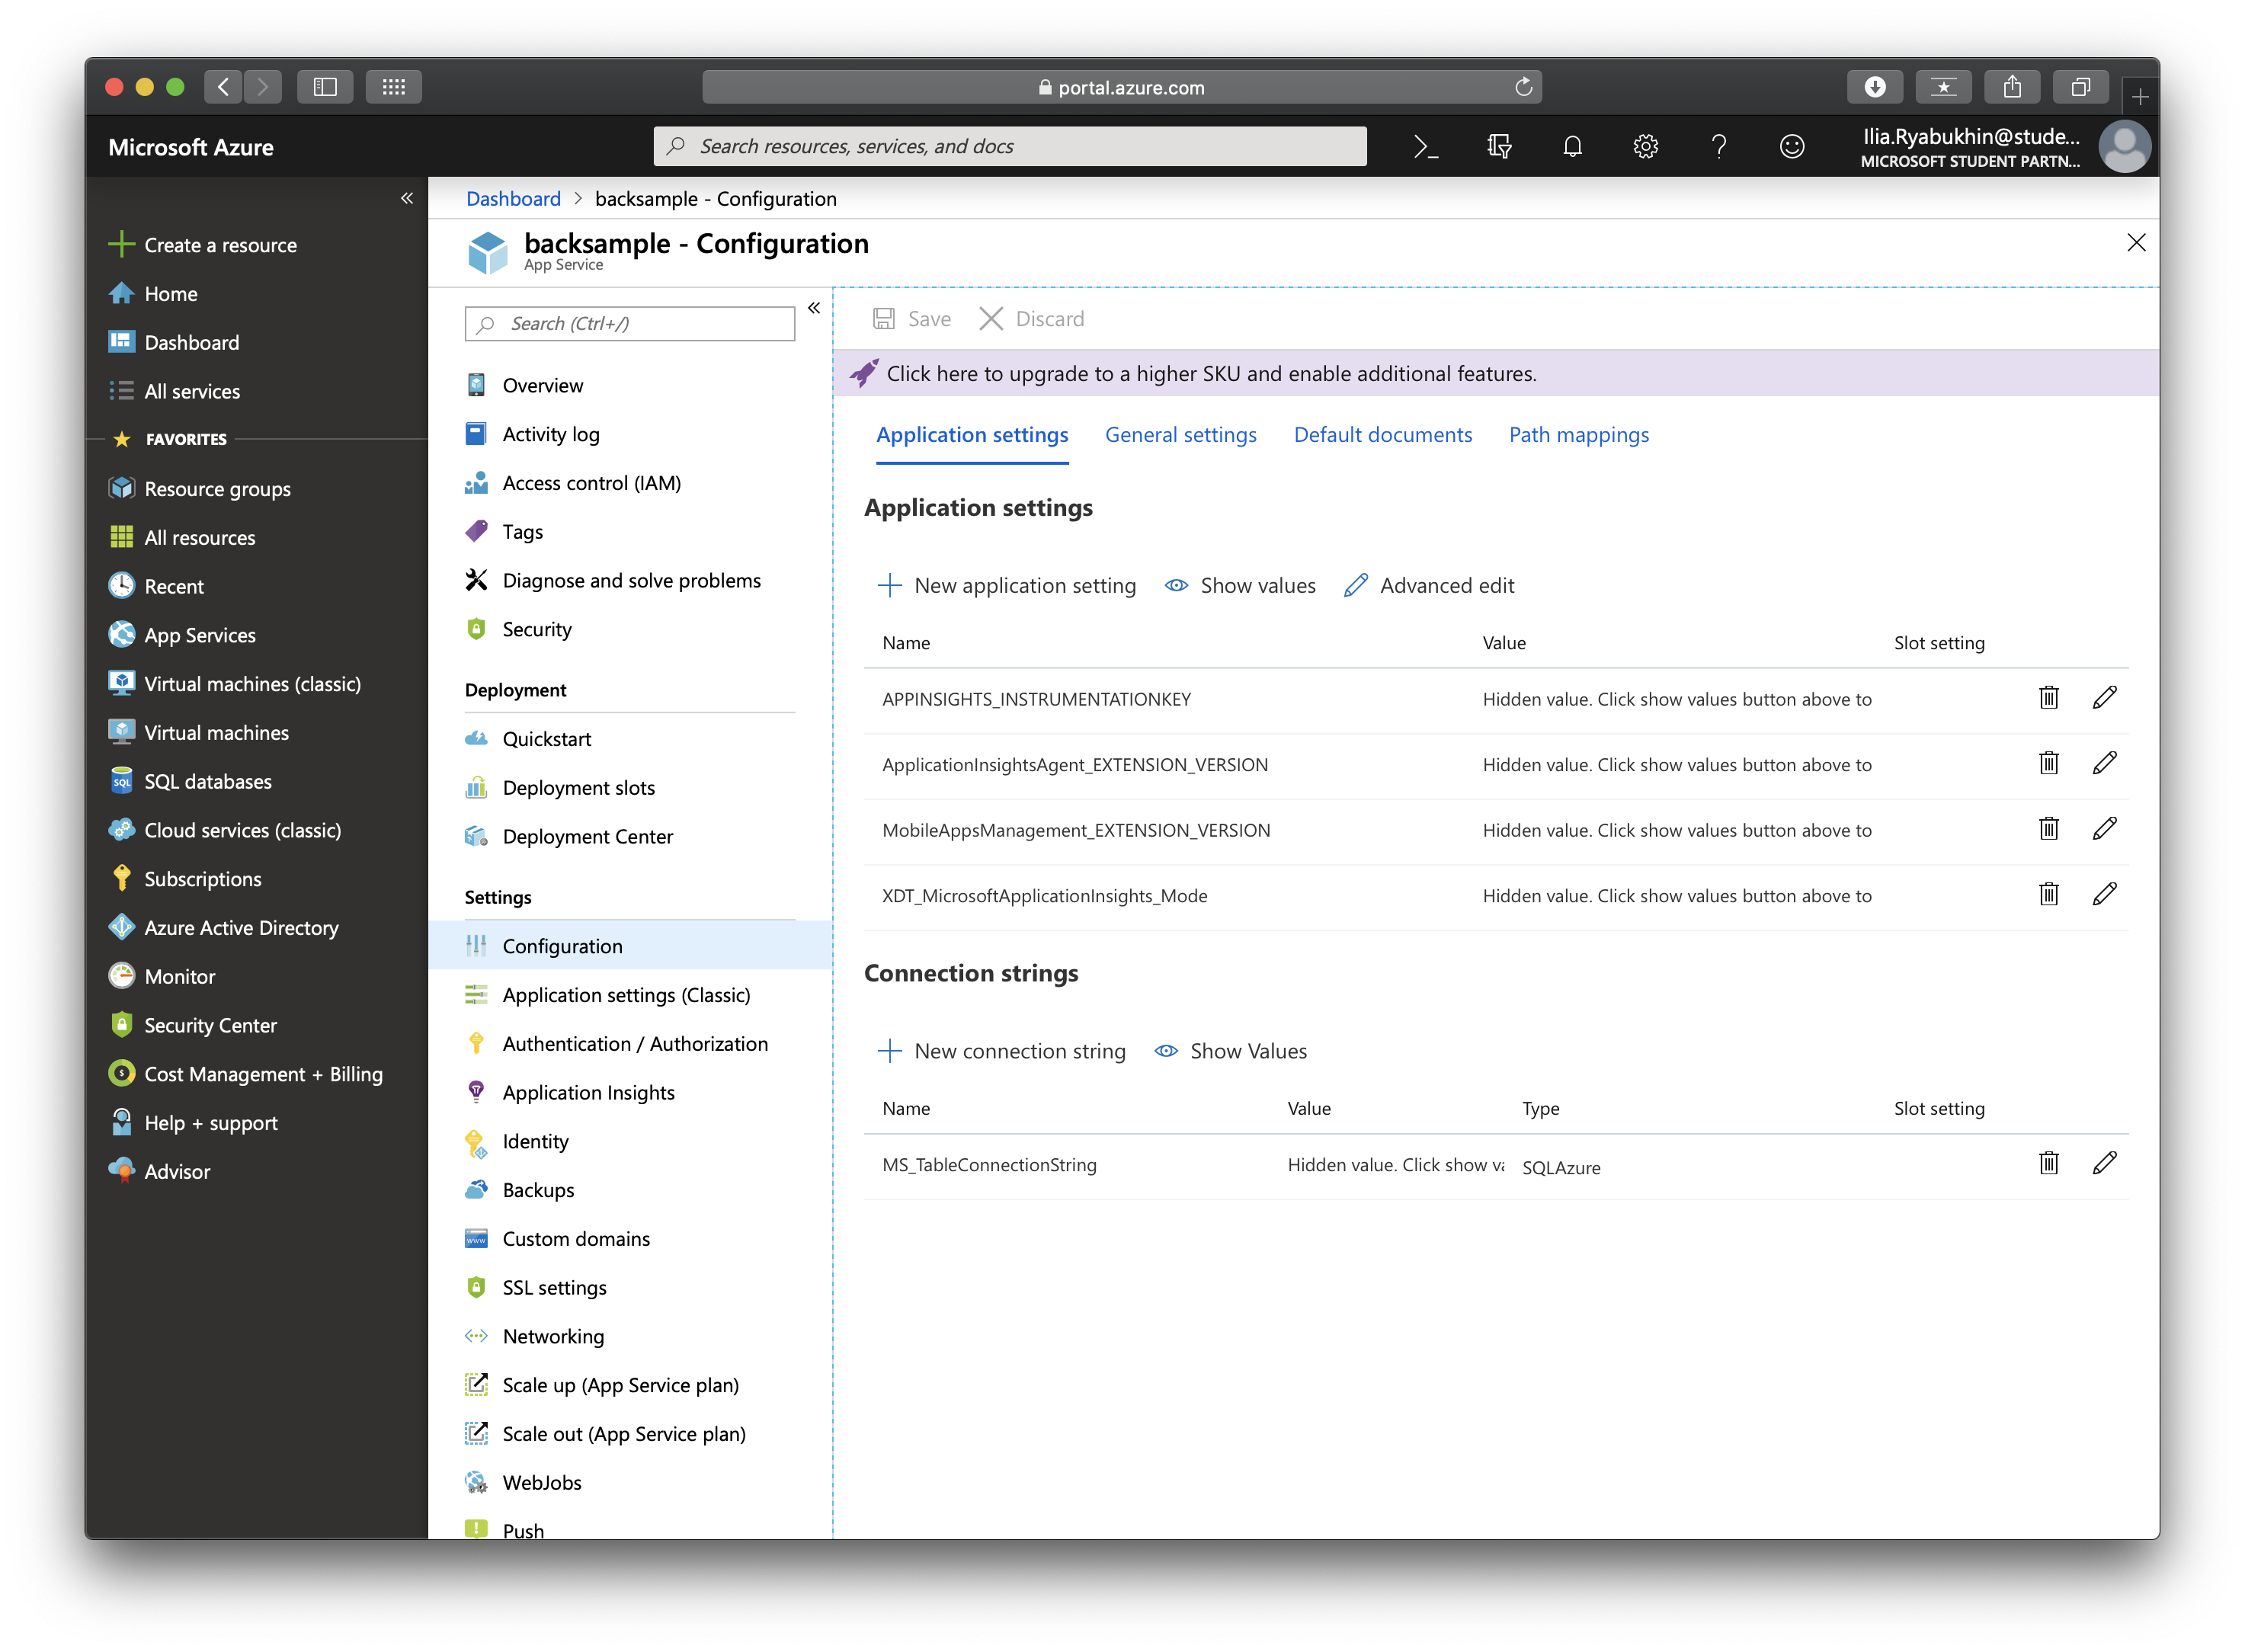 portal.azure.com
Microsoft Azure
Search resources, services, and docs
Ilia.Ryabukhin@stude...
MICROSOFT STUDENT PARTN...
Create a resource
Home
Dashboard
All services
FAVORITES
Resource groups
All resources
Recent
App Services
Virtual machines (classic)
Virtual machines
SQL databases
Cloud services (classic)
Subscriptions
Azure Active Directory
Monitor
Security Center
Cost Management + Billing
Help + support
Advisor
Dashboard > backsample - Configuration
backsample - Configuration
App Service
Search (Ctrl+/)
Overview
Activity log
Access control (IAM)
Tags
Diagnose and solve problems
Security
Deployment
Quickstart
Deployment slots
Deployment Center
Settings
Configuration
Application settings (Classic)
Authentication / Authorization
Application Insights
Identity
Backups
Custom domains
SSL settings
Networking
Scale up (App Service plan)
Scale out (App Service plan)
WebJobs
Push
Save Discard
Click here to upgrade to a higher SKU and enable additional features.
Application settings General settings Default documents Path mappings
Application settings
New application setting Show values Advanced edit
Name Value Slot setting
APPINSIGHTS_INSTRUMENTATIONKEY Hidden value. Click show values button above to
ApplicationInsightsAgent_EXTENSION_VERSION Hidden value. Click show values button above to
MobileAppsManagement_EXTENSION_VERSION Hidden value. Click show values button above to
XDT_MicrosoftApplicationInsights_Mode Hidden value. Click show values button above to
Connection strings
New connection string Show Values
Name Value Type Slot setting
MS_TableConnectionString Hidden value. Click show va SQLAzure